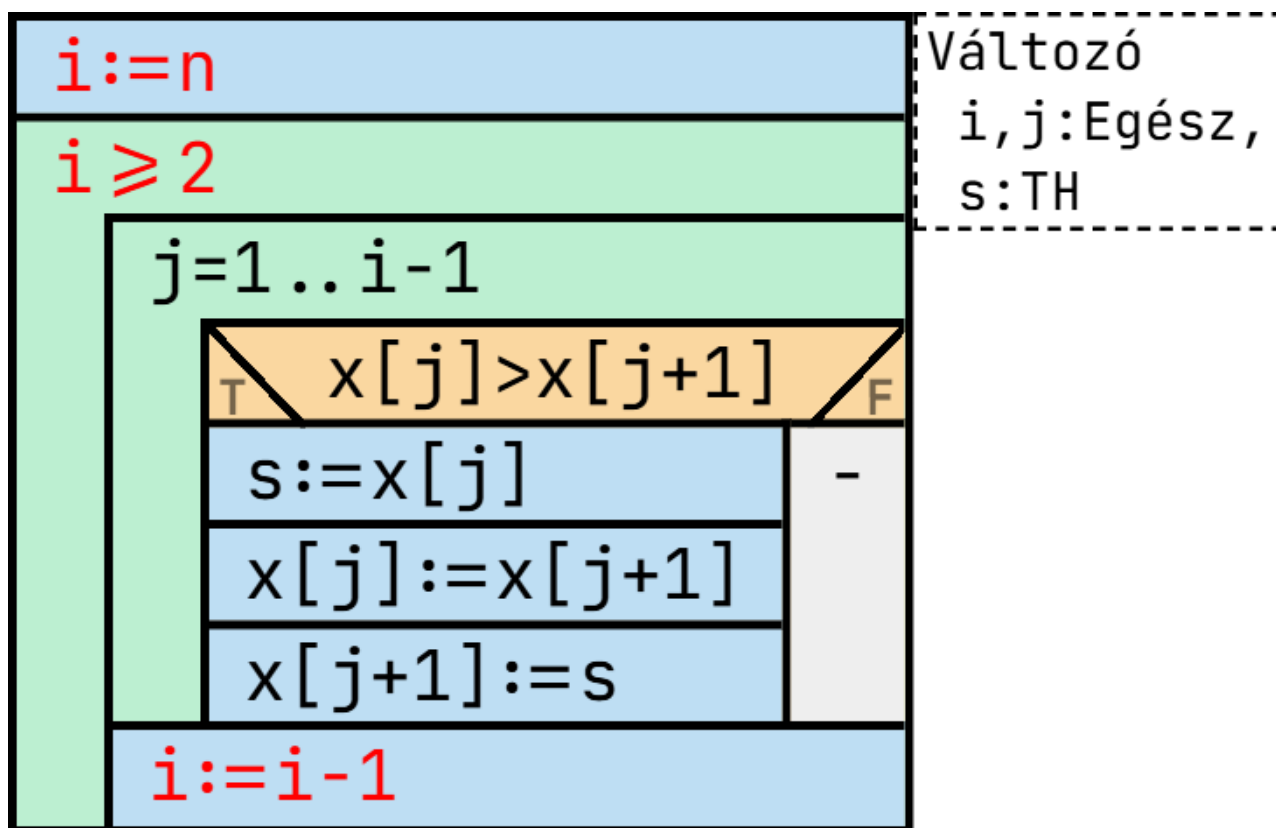 i:=n
Változó
i,j:Egész,
s:TH
i⩾2
j=1..i-1
T x[j]>x[j+1] F
s:=x[j] -
x[j]:=x[j+1]
x[j+1]:=s
i:=i-1